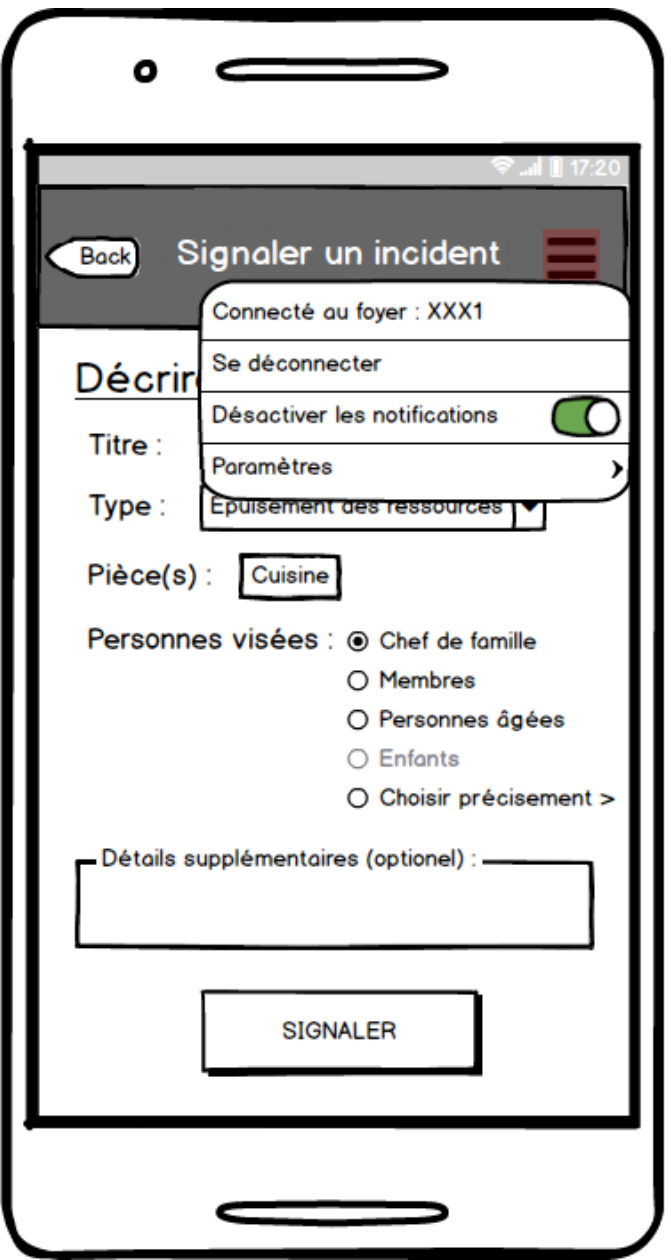 17:20
Back
Signaler un incident
Connecté au foyer : XXX1
Se déconnecter
Désactiver les notifications
Paramètres
Décrir
Titre :
Type : Epuisement des ressources
Pièce(s) : Cuisine
Personnes visées : Chef de famille
Membres
Personnes âgées
Enfants
Choisir précisement >
Détails supplémentaires (optionel) :
SIGNALER